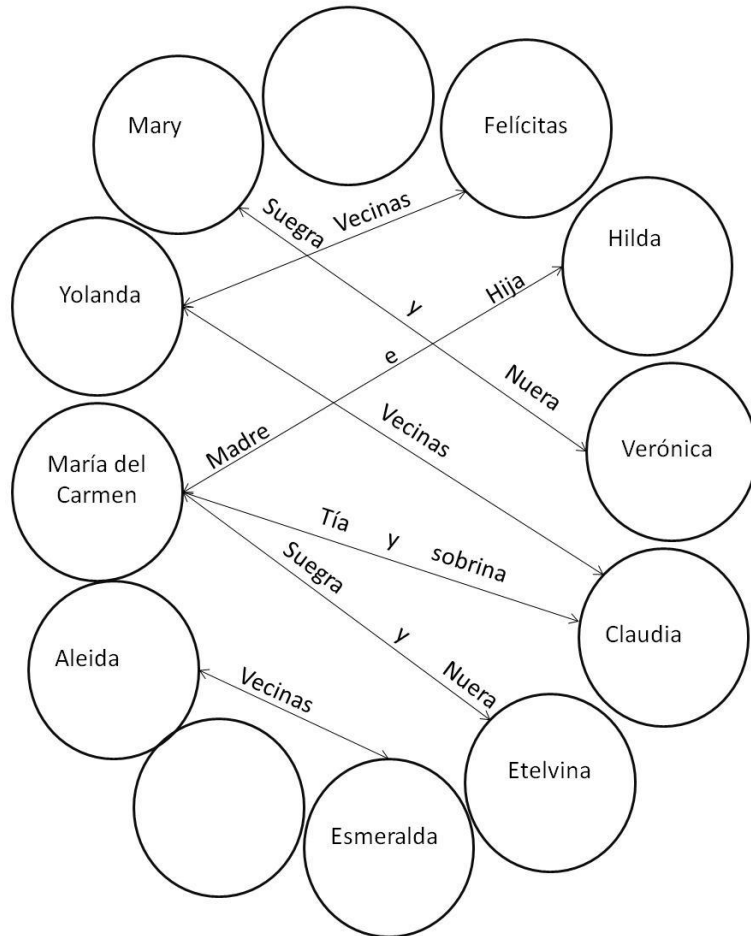 Mary
Felícitas
Hilda
Yolanda
Suegra y Nuera
Vecinas
Madre e Hija
Vecinas
Verónica
María del
Carmen
Tía y sobrina
Suegra y Nuera
Claudia
Aleida
Vecinas
Etelvina
Esmeralda